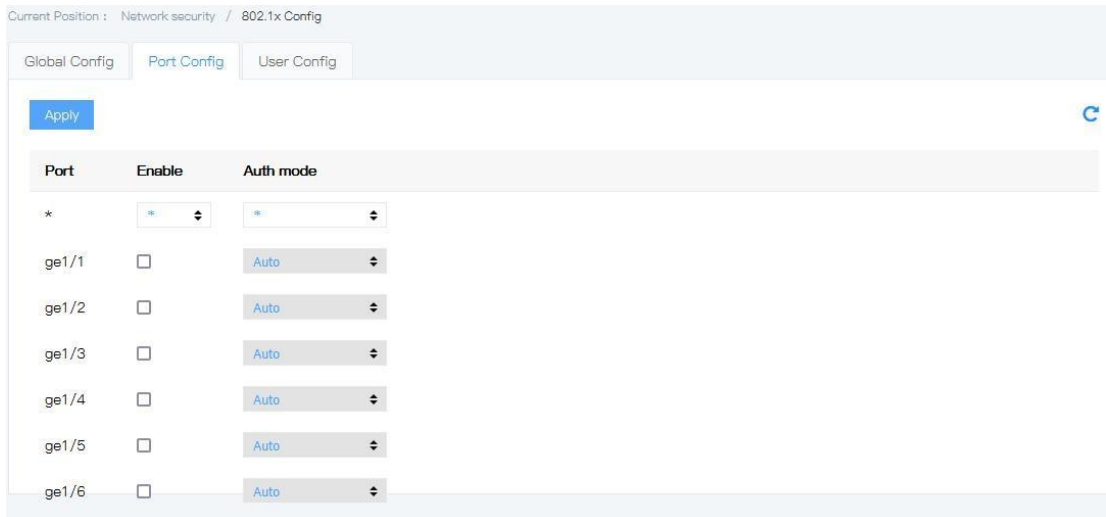 Current Position : Network security / 802.1x Config
Global Config Port Config User Config
Apply
Port Enable Auth mode
* * *
ge1/1 Auto
ge1/2 Auto
ge1/3 Auto
ge1/4 Auto
ge1/5 Auto
ge1/6 Auto